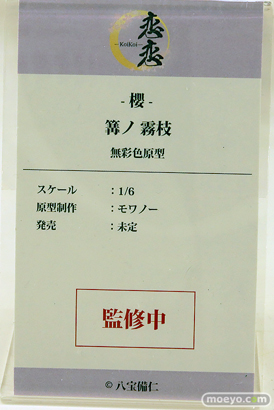 恋恋
-KoiKoi-
- 櫻 -
篝ノ 霧枝
無彩色原型
スケール ：1/6
原型制作 ：モワノー
発売 ：未定
監修中
© 八宝備仁
moeyo.com